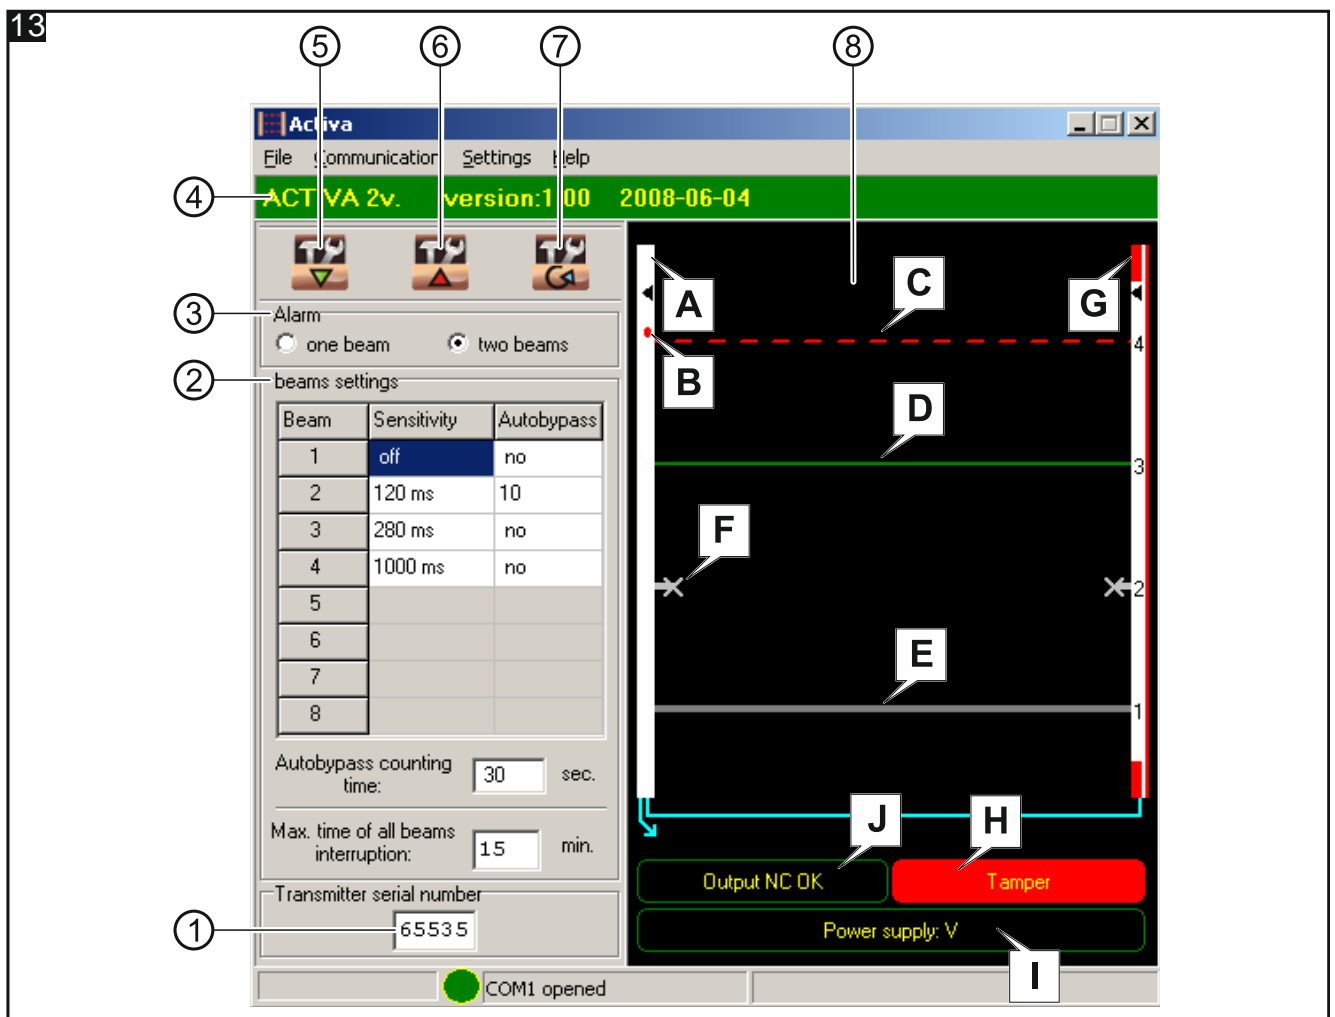 13
5 6 7 8
Activa
File Communication Settings Help
4
ACTIVA 2v. version:1.00 2008-06-04
A C G
3
Alarm
one beam two beams
4
B
2
beams settings
D
Beam Sensitivity Autobypass
1 off no
3
2 120 ms 10
3 280 ms no
F
4 1000 ms no
5
2
6
E
7
8
1
Autobypass counting time: 30 sec.
Max. time of all beams interruption: 15 min.
J H
Output NC OK Tamper
Transmitter serial number
1
65535
Power supply: V
I
COM1 opened